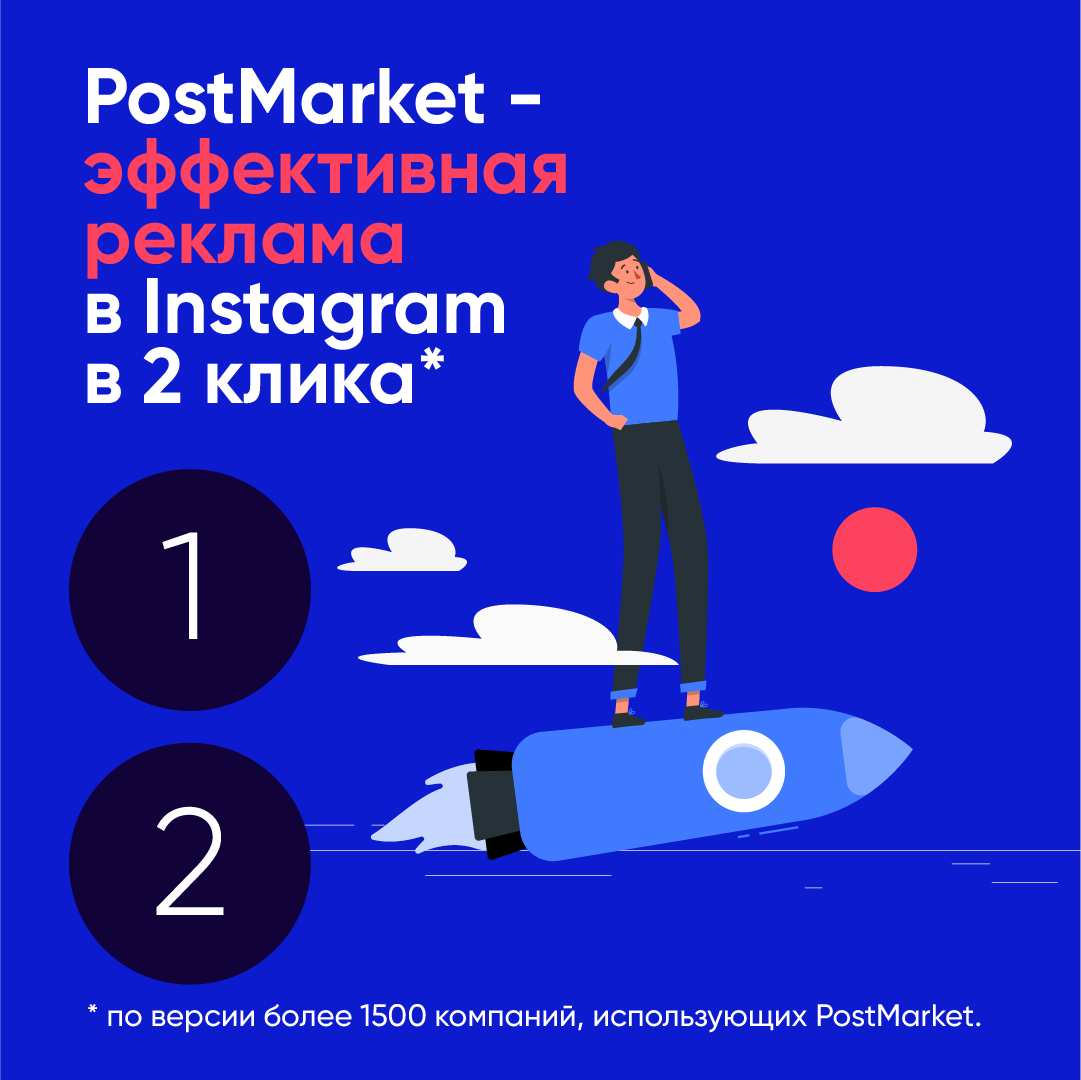 PostMarket -
эффективная
реклама
в Instagram
в 2 клика*
1
2
* по версии более 1500 компаний, использующих PostMarket.